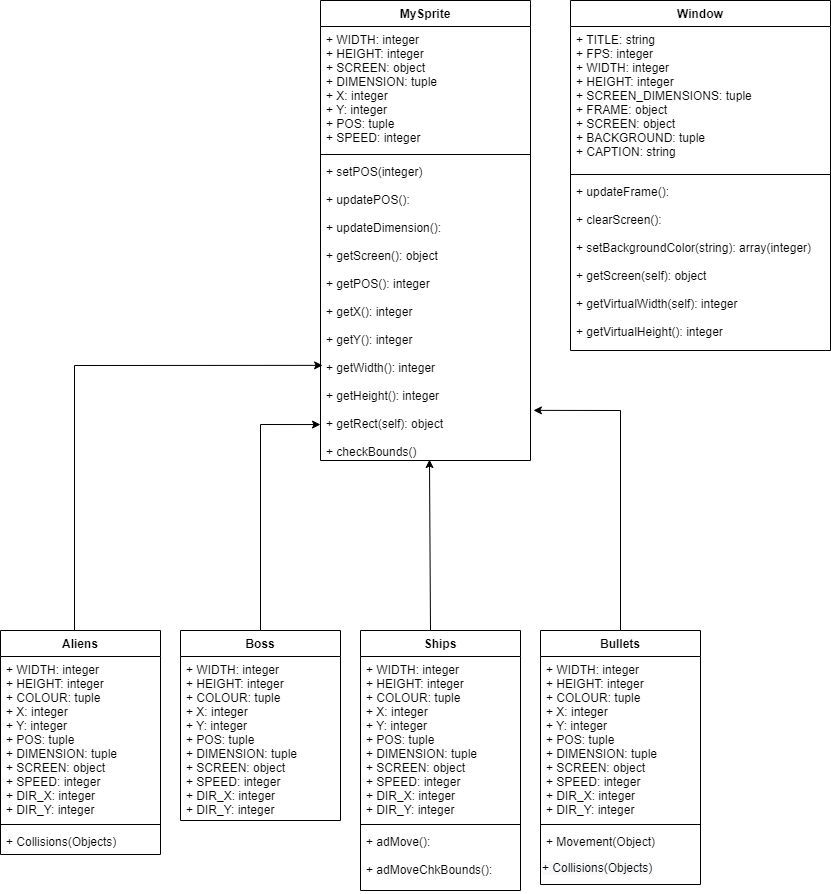 MySprite
+ WIDTH: integer
+ HEIGHT: integer
+ SCREEN: object
+ DIMENSION: tuple
+ X: integer
+ Y: integer
+ POS: tuple
+ SPEED: integer
+ setPOS(integer)
+ updatePOS():
+ updateDimension():
+ getScreen(): object
+ getPOS(): integer
+ getX(): integer
+ getY(): integer
+ getWidth(): integer
+ getHeight(): integer
+ getRect(self): object
+ checkBounds()
Window
+ TITLE: string
+ FPS: integer
+ WIDTH: integer
+ HEIGHT: integer
+ SCREEN_DIMENSIONS: tuple
+ FRAME: object
+ SCREEN: object
+ BACKGROUND: tuple
+ CAPTION: string
+ updateFrame():
+ clearScreen():
+ setBackgroundColor(string): array(integer)
+ getScreen(self): object
+ getVirtualWidth(self): integer
+ getVirtualHeight(): integer
Aliens
+ WIDTH: integer
+ HEIGHT: integer
+ COLOUR: tuple
+ X: integer
+ Y: integer
+ POS: tuple
+ DIMENSION: tuple
+ SCREEN: object
+ SPEED: integer
+ DIR_X: integer
+ DIR_Y: integer
+ Collisions(Objects)
Boss
+ WIDTH: integer
+ HEIGHT: integer
+ COLOUR: tuple
+ X: integer
+ Y: integer
+ POS: tuple
+ DIMENSION: tuple
+ SCREEN: object
+ SPEED: integer
+ DIR_X: integer
+ DIR_Y: integer
Ships
+ WIDTH: integer
+ HEIGHT: integer
+ COLOUR: tuple
+ X: integer
+ Y: integer
+ POS: tuple
+ DIMENSION: tuple
+ SCREEN: object
+ SPEED: integer
+ DIR_X: integer
+ DIR_Y: integer
+ adMove():
+ adMoveChkBounds():
Bullets
+ WIDTH: integer
+ HEIGHT: integer
+ COLOUR: tuple
+ X: integer
+ Y: integer
+ POS: tuple
+ DIMENSION: tuple
+ SCREEN: object
+ SPEED: integer
+ DIR_X: integer
+ DIR_Y: integer
+ Movement(Object)
+ Collisions(Objects)